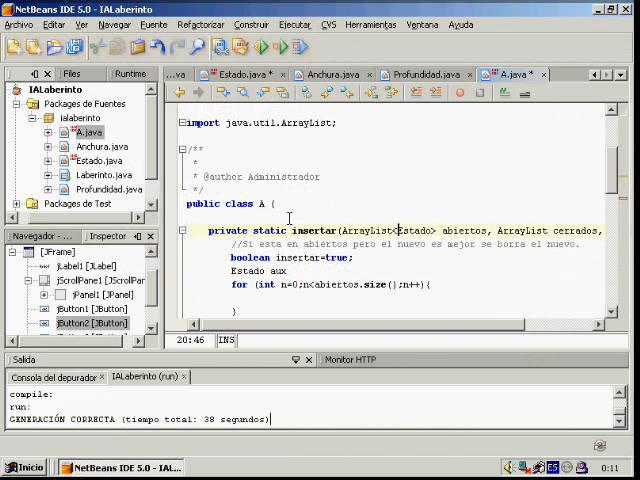 NetBeans IDE 5.0 - IALaberinto
Archivo Editar Ver Navegar Fuente Refactorizar Construir Ejecutar CVS Herramientas Ventana Ayuda
Files Runtime
IALaberinto
Packages de Fuentes
ialaberinto
A.java
Anchura.java
Estado.java
Laberinto.java
Profundidad.java
Packages de Test
Navegador - Inspector
[JFrame]
jLabel1 [JLabel]
jScrollPane1 [JScrollPane]
jPanel1 [JPanel]
jButton1 [JButton]
jButton2 [JButton]
...va Estado.java * Anchura.java Profundidad.java A.java *
import java.util.ArrayList;
/**
*
* @author Administrador
*/
public class A {
private static insertar(ArrayList<Estado> abiertos, ArrayList cerrados,
//Si esta en abiertos pero el nuevo es mejor se borra el nuevo.
boolean insertar=true;
Estado aux
for (int n=0;n<abiertos.size();n++){
}
20:46 INS
Salida Monitor HTTP
Consola del depurador IALaberinto (run)
compile:
run:
GENERACIÓN CORRECTA (tiempo total: 38 segundos)
Inicio NetBeans IDE 5.0 - IAL... ES 0:11